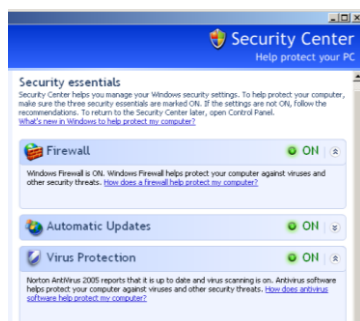 Security Center
Help protect your PC
Security essentials
Security Center helps you manage your Windows security settings. To help protect your computer,
make sure the three security essentials are marked ON. If the settings are not ON, follow the
recommendations. To return to the Security Center later, open Control Panel.
What's new in Windows to help protect my computer?
Firewall ON
Windows Firewall is ON. Windows Firewall helps protect your computer against viruses and
other security threats. How does a firewall help protect my computer?
Automatic Updates ON
Virus Protection ON
Norton AntiVirus 2005 reports that it is up to date and virus scanning is on. Antivirus software
helps protect your computer against viruses and other security threats. How does antivirus
software help protect my computer?